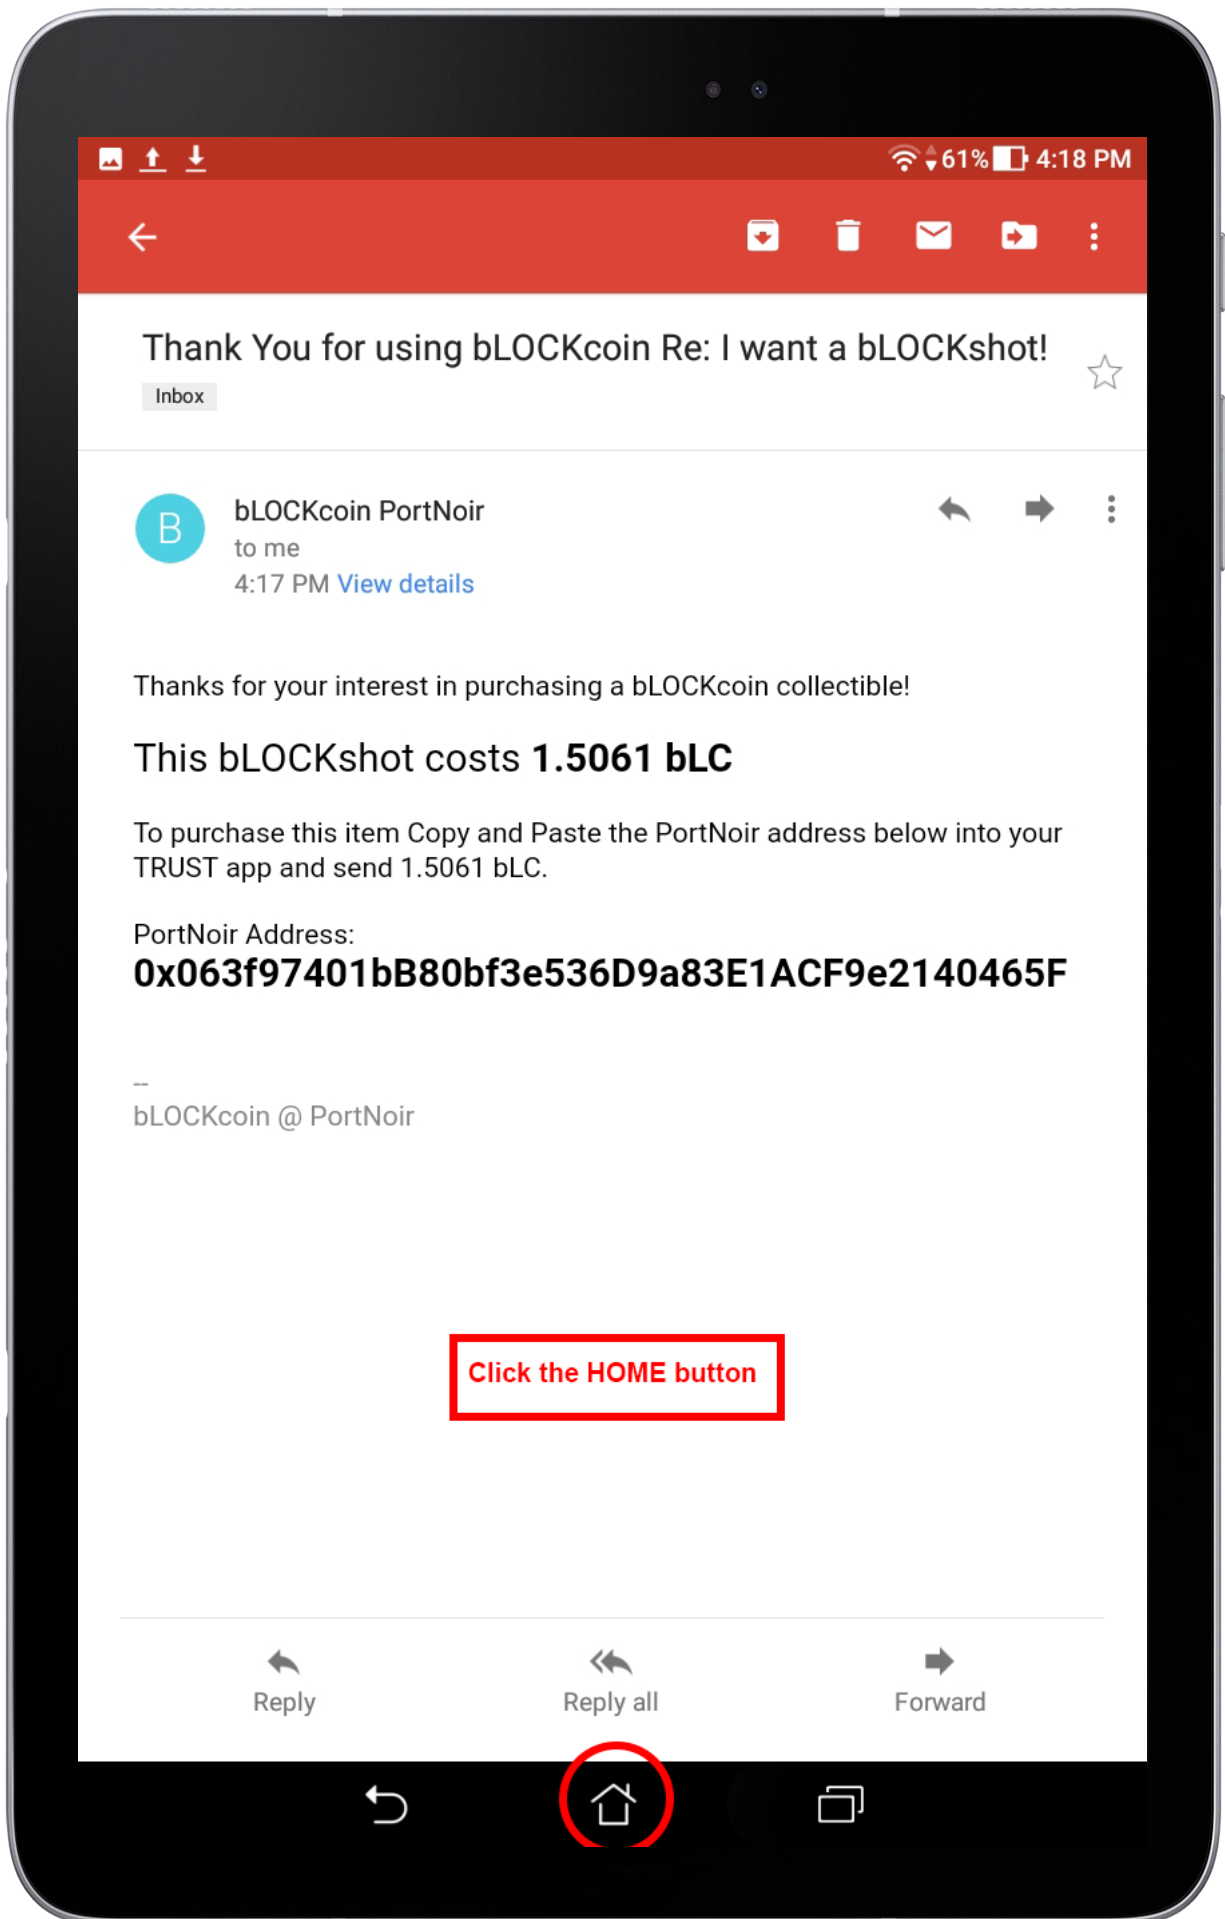 61% 4:18 PM
Thank You for using bLOCKcoin Re: I want a bLOCKshot!
Inbox
B
bLOCKcoin PortNoir
to me
4:17 PM View details
Thanks for your interest in purchasing a bLOCKcoin collectible!
This bLOCKshot costs 1.5061 bLC
To purchase this item Copy and Paste the PortNoir address below into your
TRUST app and send 1.5061 bLC.
PortNoir Address:
0x063f97401bB80bf3e536D9a83E1ACF9e2140465F
--
bLOCKcoin @ PortNoir
Click the HOME button
Reply
Reply all
Forward